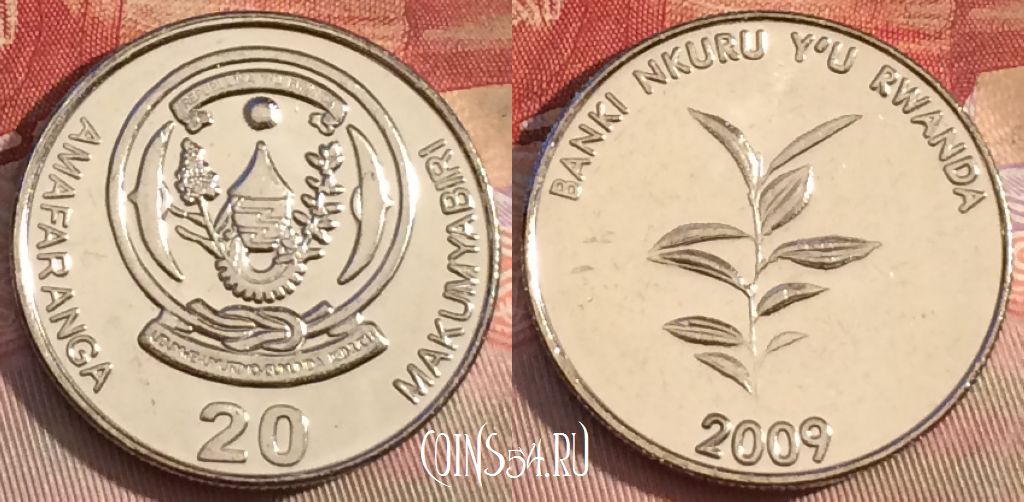 AMAFARANGA MAKUMYABIRI
20
BANKI NKURU Y'U RWANDA
2009
COINS54.RU